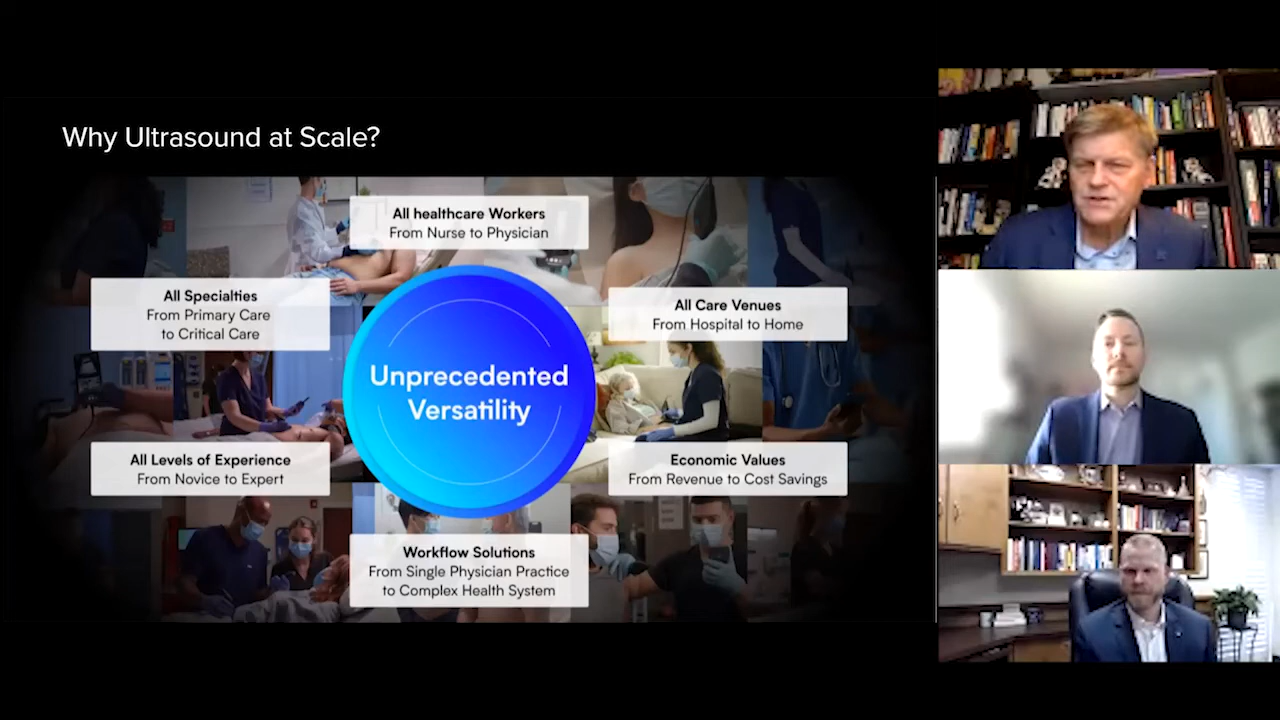 Why Ultrasound at Scale?
All healthcare Workers
From Nurse to Physician
All Specialties
From Primary Care
to Critical Care
All Care Venues
From Hospital to Home
Unprecedented
Versatility
All Levels of Experience
From Novice to Expert
Economic Values
From Revenue to Cost Savings
Workflow Solutions
From Single Physician Practice
to Complex Health System